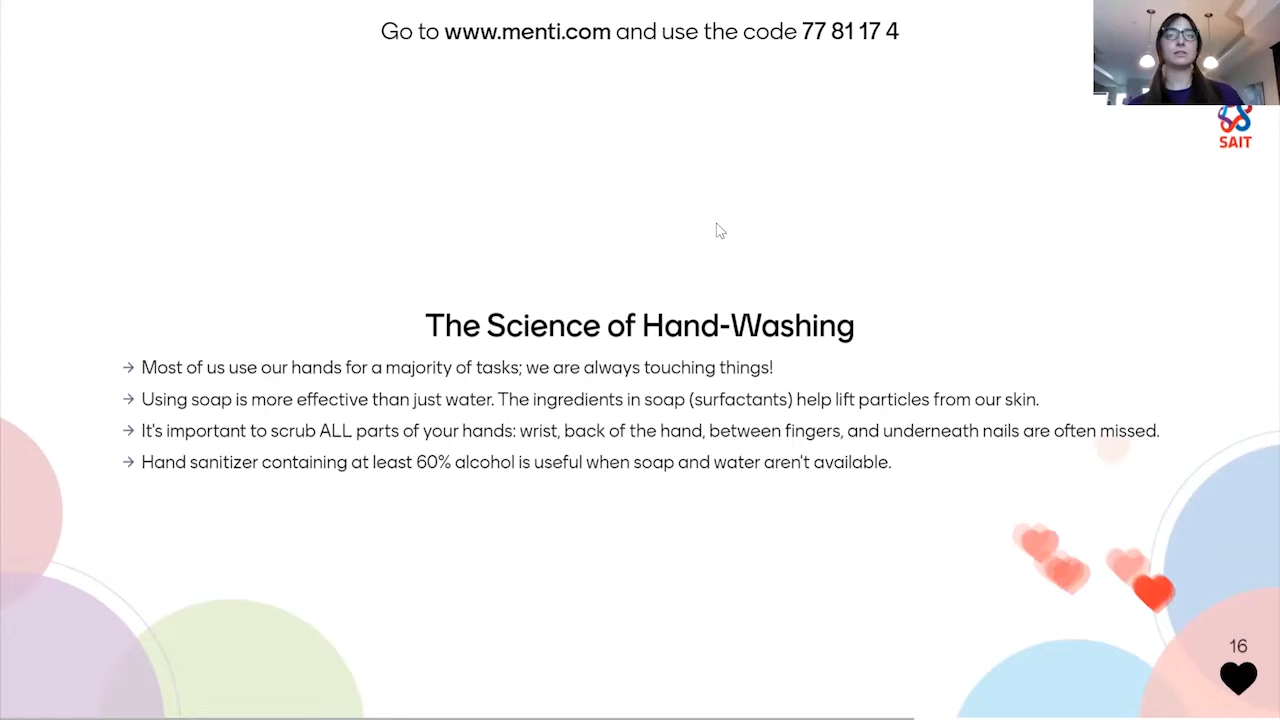 Go to www.menti.com and use the code 77 81 17 4
SAIT
The Science of Hand-Washing
→ Most of us use our hands for a majority of tasks; we are always touching things!
→ Using soap is more effective than just water. The ingredients in soap (surfactants) help lift particles from our skin.
→ It's important to scrub ALL parts of your hands: wrist, back of the hand, between fingers, and underneath nails are often missed.
→ Hand sanitizer containing at least 60% alcohol is useful when soap and water aren't available.
16